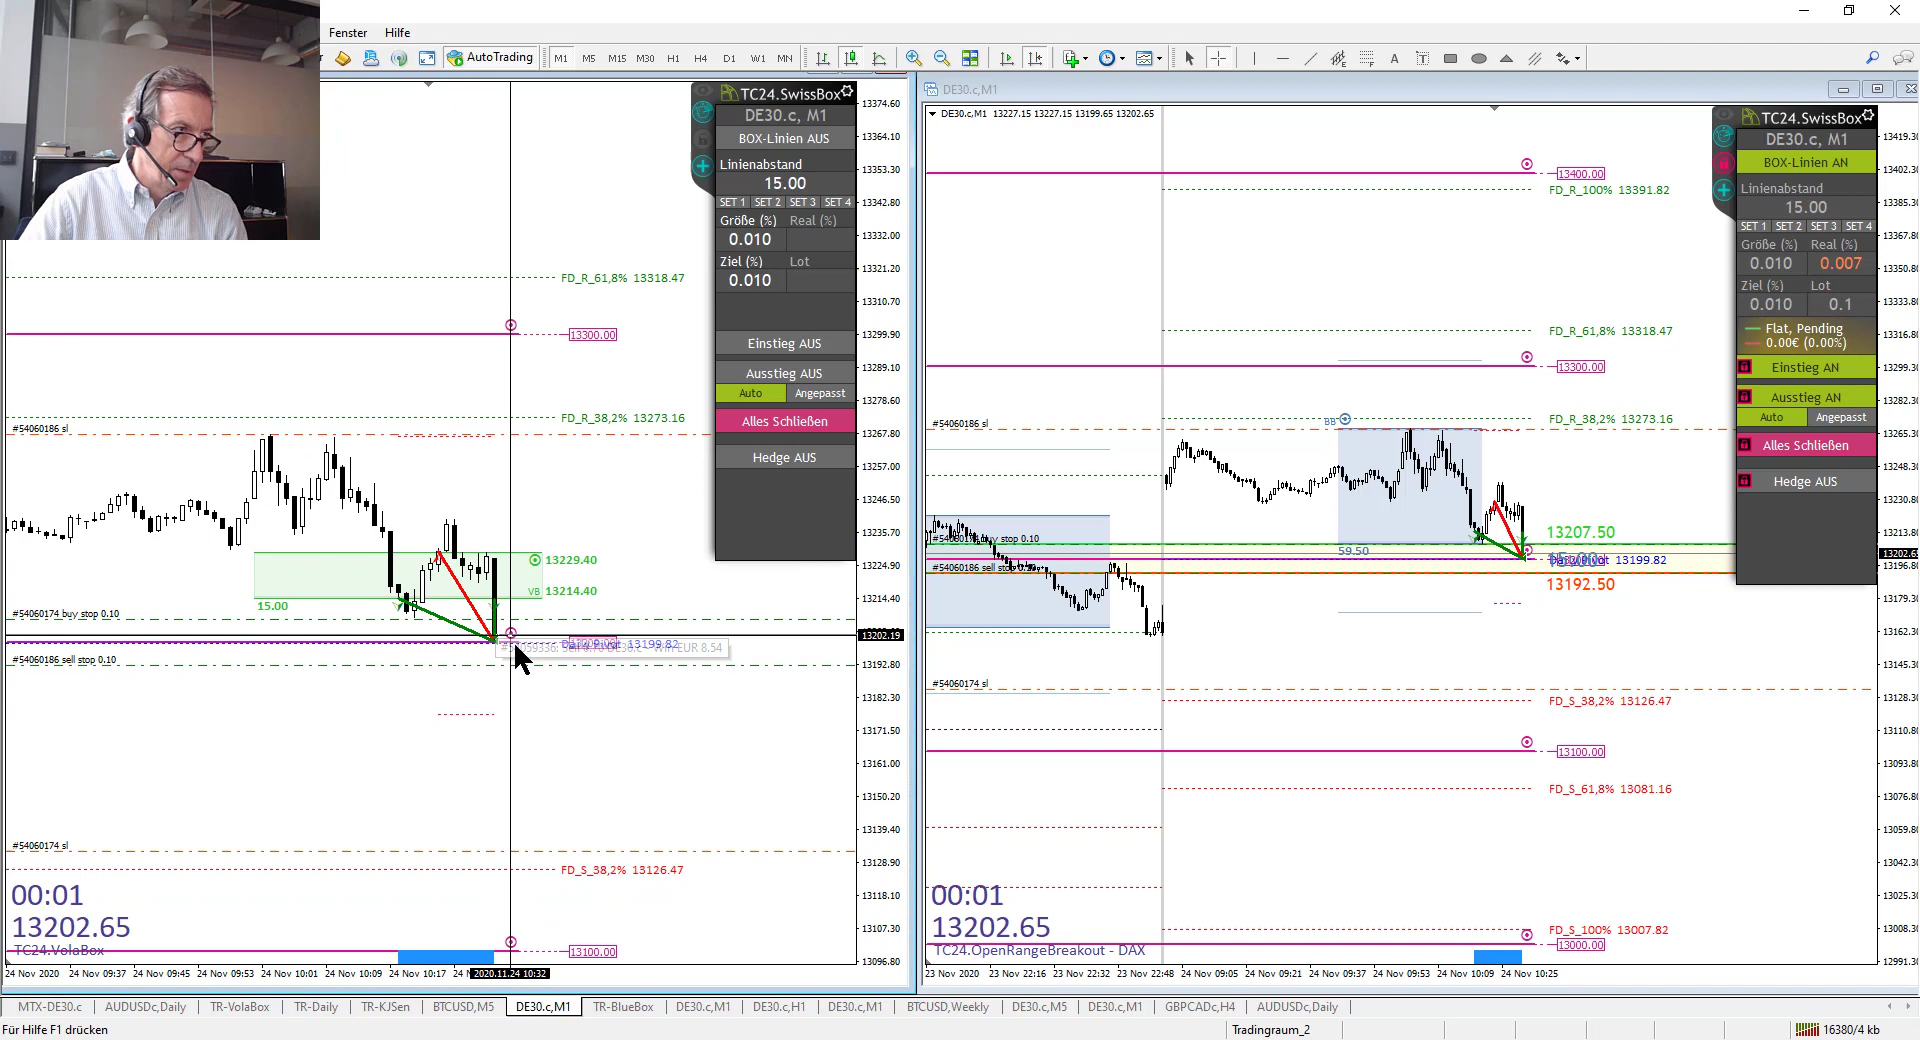 Fenster Hilfe
AutoTrading M1 M5 M15 M30 H1 H4 D1 W1 MN A T
DE30.c,M1
DE30.c,M1 13227.15 13227.15 13199.65 13202.65
TC24.SwissBox
DE30.c, M1
BOX-Linien AUS
Linienabstand
15.00
SET 1 SET 2 SET 3 SET 4
Größe (%) Real (%)
0.010
Ziel (%) Lot
0.010
Einstieg AUS
Ausstieg AUS
Auto Angepasst
Alles Schließen
Hedge AUS
13374.60
13364.10
13353.30
13342.80
13332.00
13321.20
13310.70
13299.90
13289.10
13278.60
13267.80
13257.00
13246.50
13235.70
13224.90
13214.40
13202.19
13192.80
13182.30
13171.50
13161.00
13150.20
13139.40
13128.90
13118.10
13107.30
13096.80
FD_R_61,8% 13318.47
13300.00
FD_R_38,2% 13273.16
#54060186 sl
13229.40
VB 13214.40
15.00
#54060174 buy stop 0.10
Daily Pivot 13199.82
#54060186 sell stop 0.10
#54060174 sl
FD_S_38,2% 13126.47
00:01
13202.65
TC24.VolaBox
13100.00
24 Nov 2020 24 Nov 09:37 24 Nov 09:45 24 Nov 09:53 24 Nov 10:01 24 Nov 10:09 24 Nov 10:17 2020.11.24 10:32
TC24.SwissBox
DE30.c, M1
BOX-Linien AN
Linienabstand
15.00
SET 1 SET 2 SET 3 SET 4
Größe (%) Real (%)
0.010 0.007
Ziel (%) Lot
0.010 0.1
Flat, Pending
0.00€ (0.00%)
Einstieg AN
Ausstieg AN
Auto Angepasst
Alles Schließen
Hedge AUS
13400.00
FD_R_100% 13391.82
FD_R_61,8% 13318.47
13300.00
FD_R_38,2% 13273.16
BB
#54060186 sl
13207.50
59.50
13199.82
13192.50
#54060174 sl
FD_S_38,2% 13126.47
13100.00
FD_S_61,8% 13081.16
FD_S_100% 13007.82
13000.00
00:01
13202.65
TC24.OpenRangeBreakout - DAX
23 Nov 2020 23 Nov 22:16 23 Nov 22:32 23 Nov 22:48 24 Nov 09:05 24 Nov 09:21 24 Nov 09:37 24 Nov 09:53 24 Nov 10:09 24 Nov 10:25
MTX-DE30.c AUDUSDc,Daily TR-VolaBox TR-Daily TR-KJSen BTCUSD,M5 DE30.c,M1 TR-BlueBox DE30.c,M1 DE30.c,H1 DE30.c,M1 BTCUSD,Weekly DE30.c,M5 DE30.c,M1 GBPCADc,H4 AUDUSDc,Daily
Für Hilfe F1 drücken Tradingraum_2 16380/4 kb